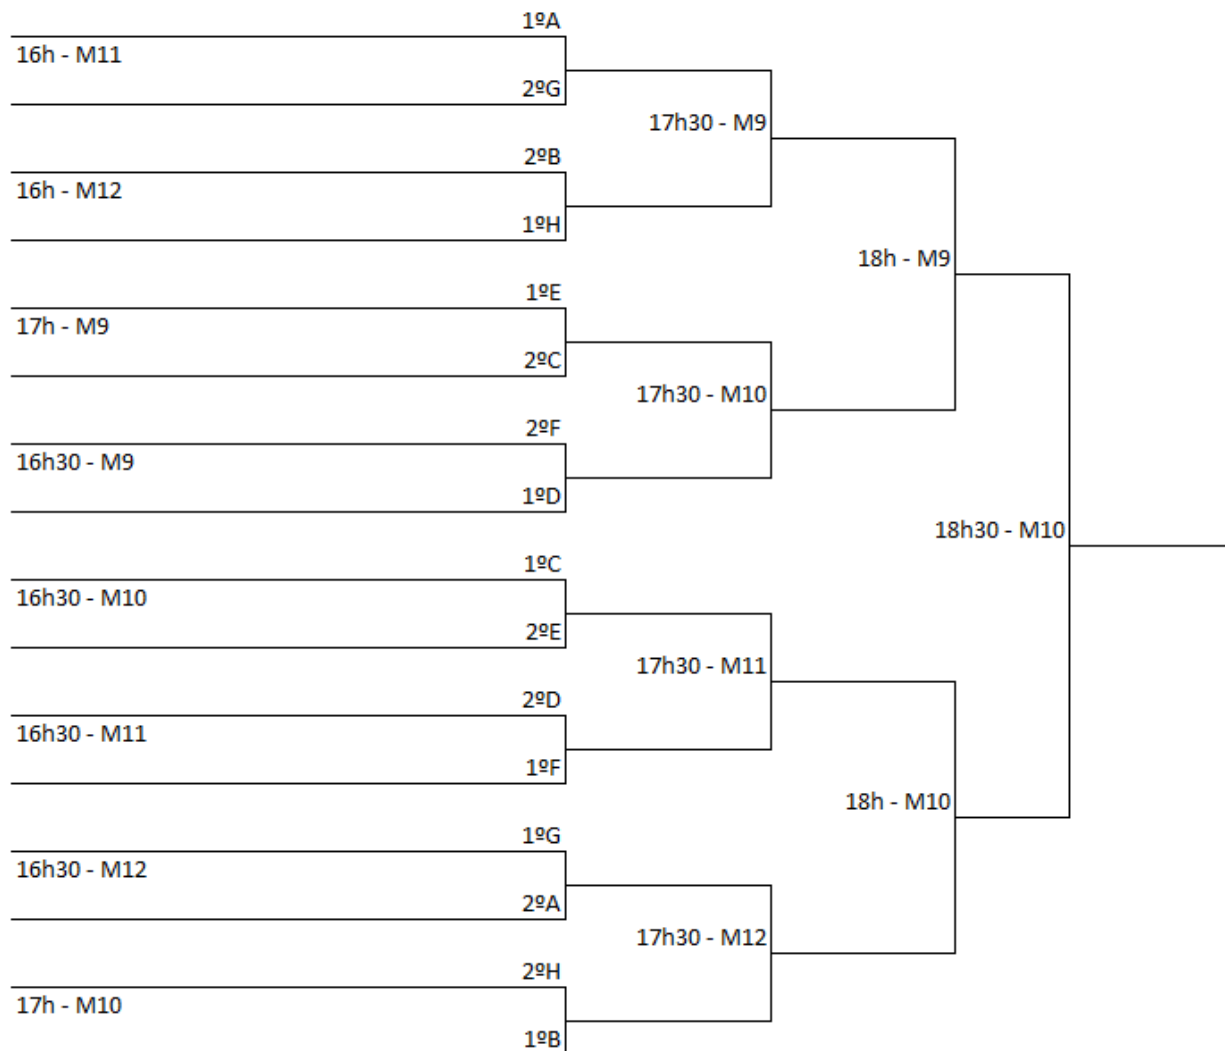 1ºA
16h - M11
2ºG
17h30 - M9
2ºB
16h - M12
1ºH
18h - M9
1ºE
17h - M9
2ºC
17h30 - M10
2ºF
16h30 - M9
1ºD
18h30 - M10
1ºC
16h30 - M10
2ºE
17h30 - M11
2ºD
16h30 - M11
1ºF
18h - M10
1ºG
16h30 - M12
2ºA
17h30 - M12
2ºH
17h - M10
1ºB